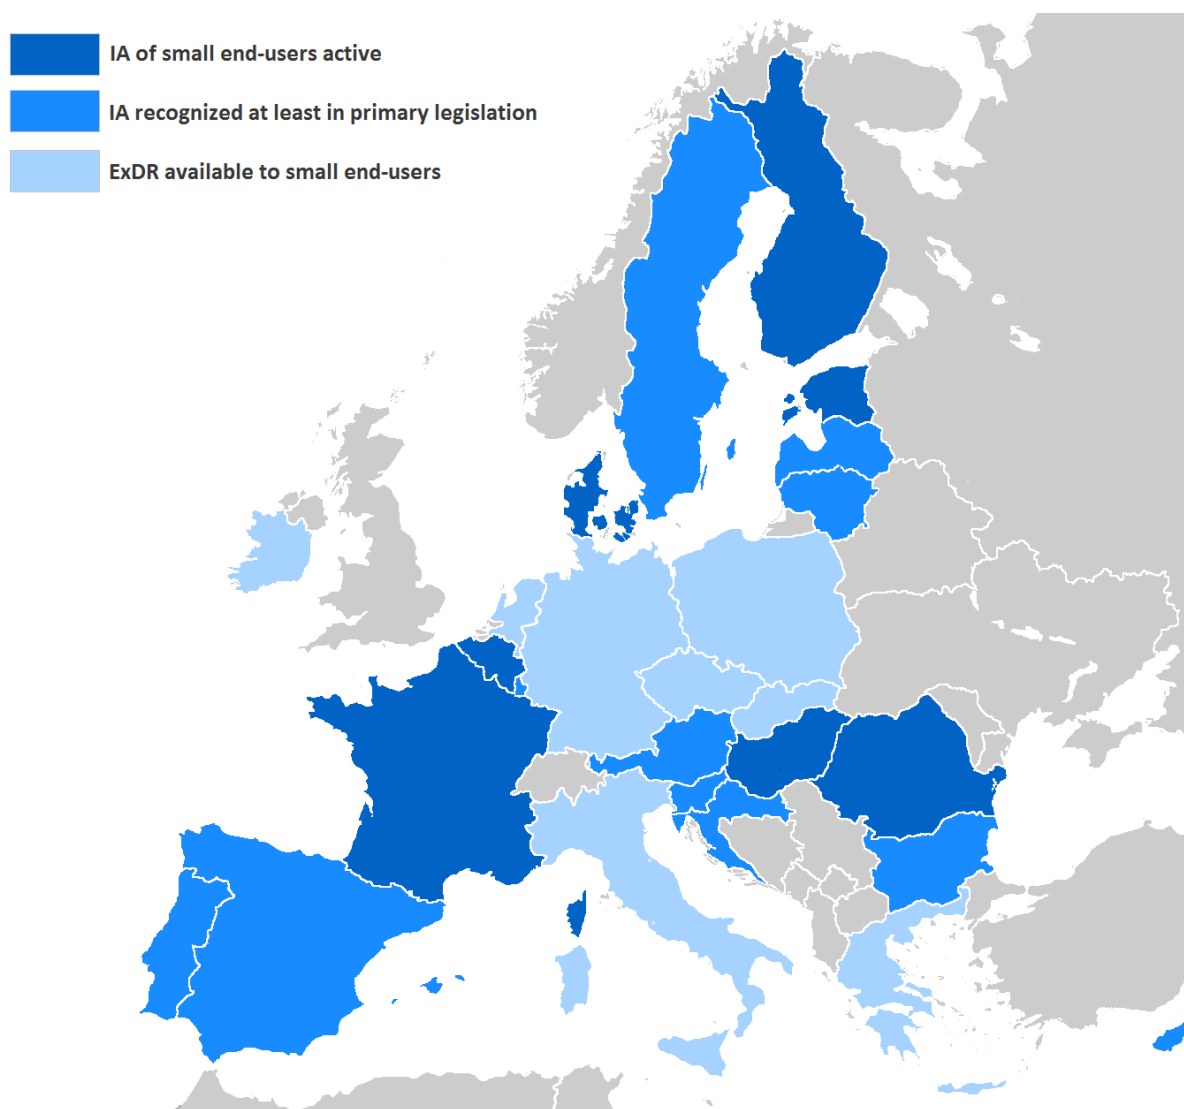 IA of small end-users active
IA recognized at least in primary legislation
ExDR available to small end-users